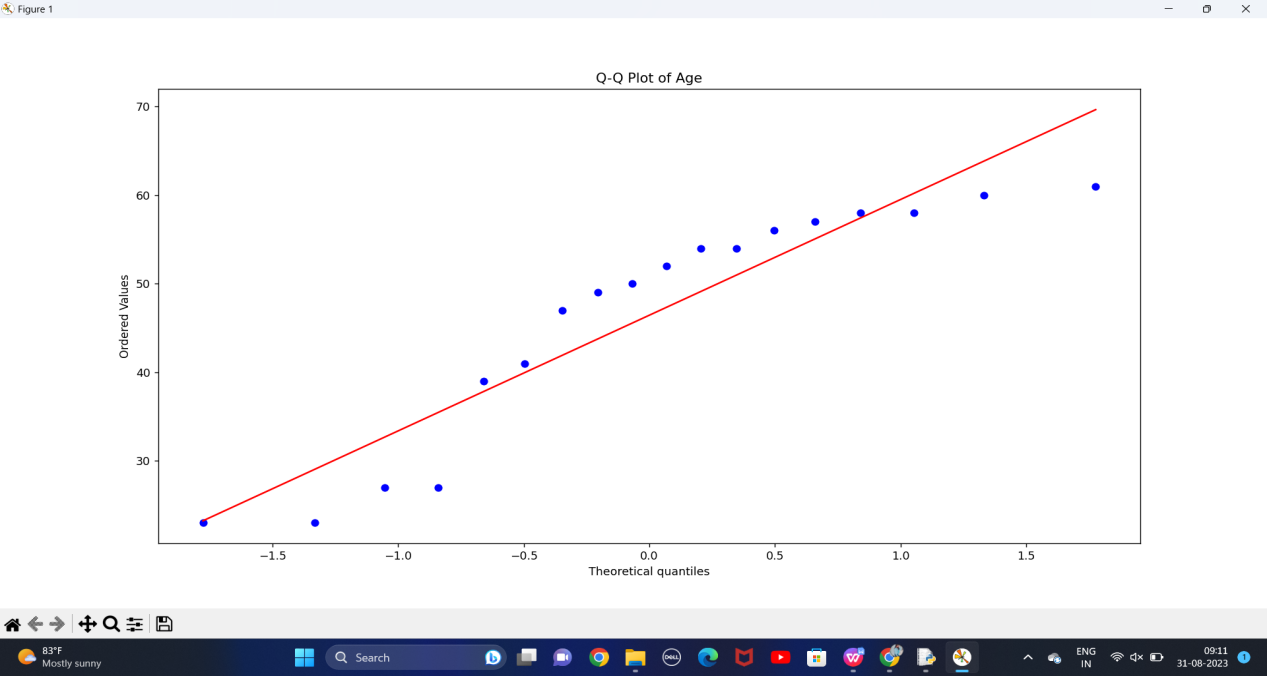 Figure 1
Q-Q Plot of Age
70
60
50
40
30
Ordered Values
−1.5 −1.0 −0.5 0.0 0.5 1.0 1.5
Theoretical quantiles
83°F
Mostly sunny
Search
DELL
W
ENG
IN
09:11
31-08-2023
1